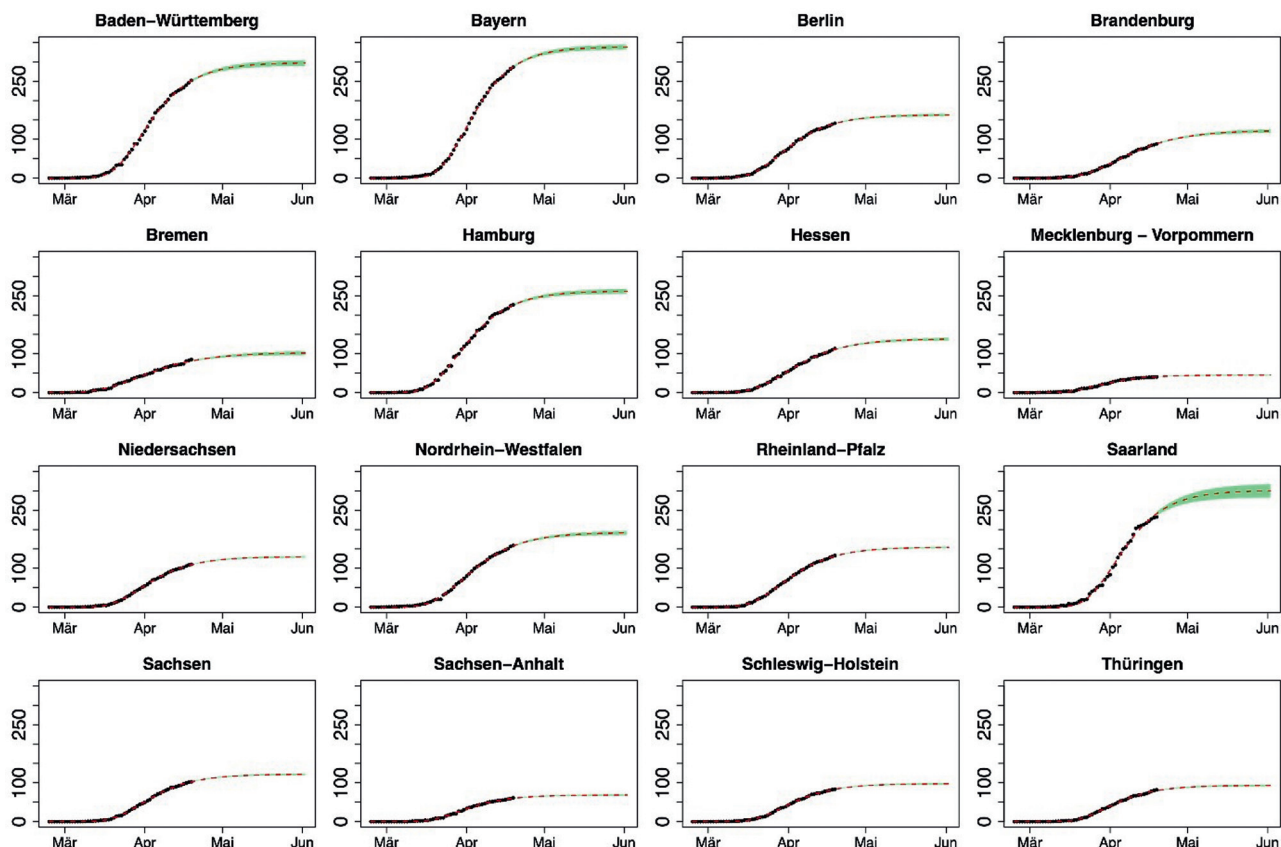 Baden-Württemberg
Bayern
Berlin
Brandenburg
250
100
0
Mär Apr Mai Jun
250
100
0
Mär Apr Mai Jun
250
100
0
Mär Apr Mai Jun
250
100
0
Mär Apr Mai Jun
Bremen
Hamburg
Hessen
Mecklenburg - Vorpommern
250
100
0
Mär Apr Mai Jun
250
100
0
Mär Apr Mai Jun
250
100
0
Mär Apr Mai Jun
250
100
0
Mär Apr Mai Jun
Niedersachsen
Nordrhein-Westfalen
Rheinland-Pfalz
Saarland
250
100
0
Mär Apr Mai Jun
250
100
0
Mär Apr Mai Jun
250
100
0
Mär Apr Mai Jun
250
100
0
Mär Apr Mai Jun
Sachsen
Sachsen-Anhalt
Schleswig-Holstein
Thüringen
250
100
0
Mär Apr Mai Jun
250
100
0
Mär Apr Mai Jun
250
100
0
Mär Apr Mai Jun
250
100
0
Mär Apr Mai Jun